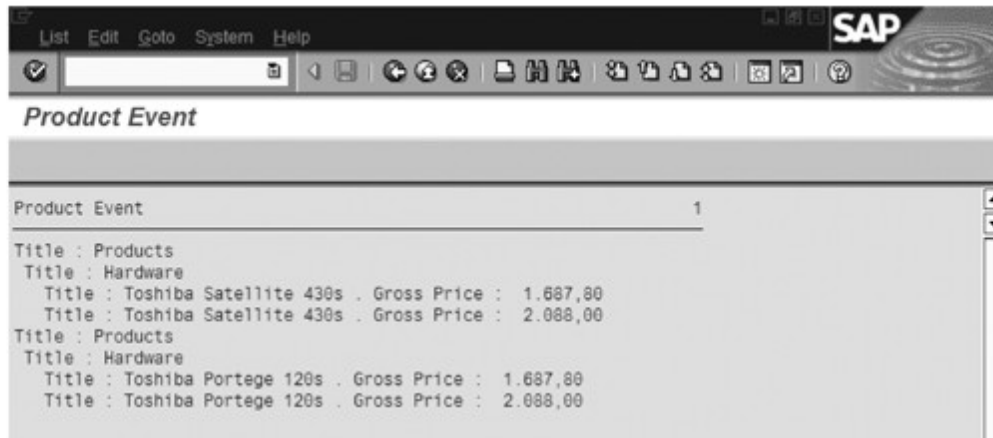 List Edit Goto System Help
SAP
Product Event
Product Event 1
Title : Products
Title : Hardware
Title : Toshiba Satellite 430s . Gross Price : 1.687,80
Title : Toshiba Satellite 430s . Gross Price : 2.088,00
Title : Products
Title : Hardware
Title : Toshiba Portege 120s . Gross Price : 1.687,80
Title : Toshiba Portege 120s . Gross Price : 2.088,00